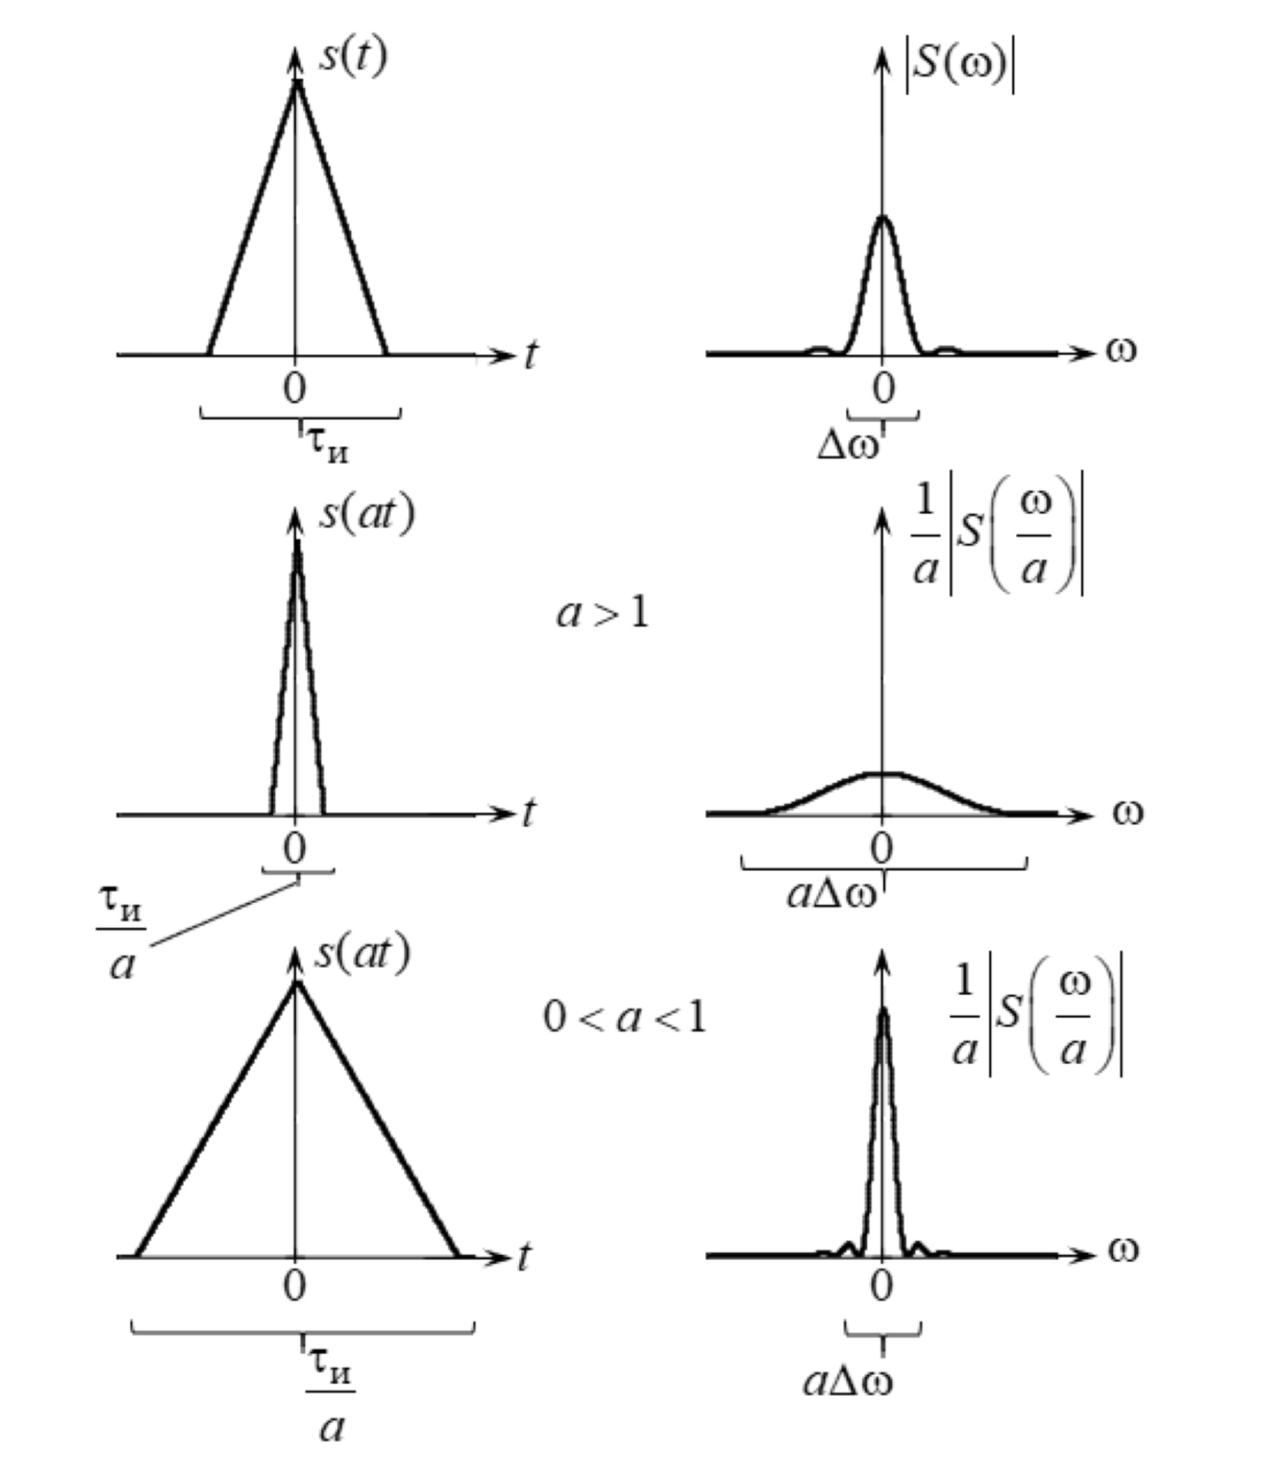 s(t) |S(ω)|
t ω
0 0
τи Δω
s(at) 1/a |S(ω/a)|
a > 1
t ω
0 0
τи/a aΔω
s(at) 1/a |S(ω/a)|
0 < a < 1
t ω
0 0
τи/a aΔω